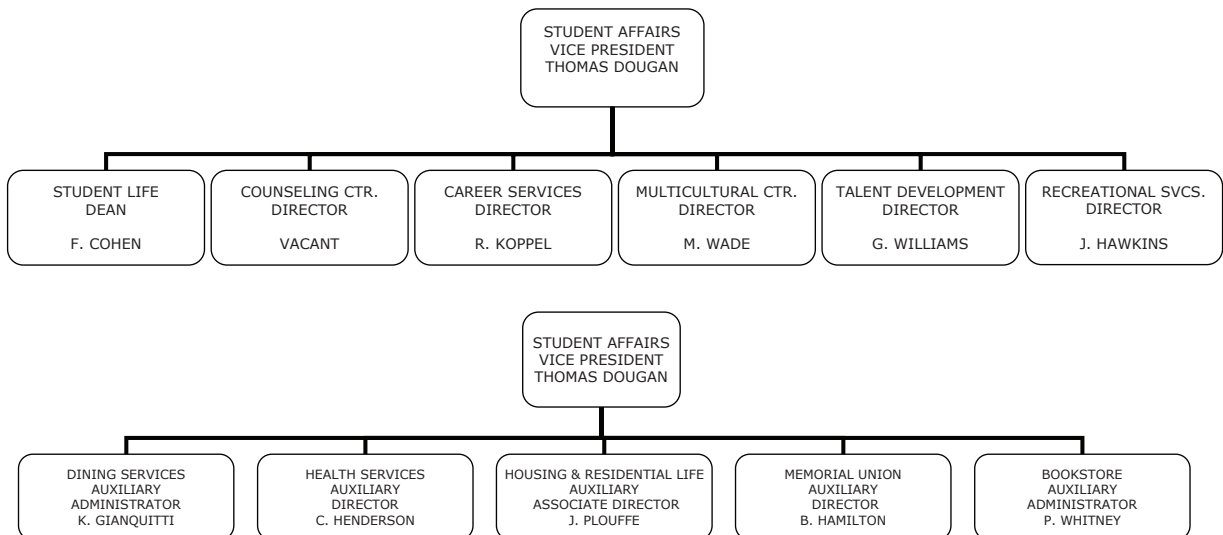 STUDENT AFFAIRS
VICE PRESIDENT
THOMAS DOUGAN
STUDENT LIFE
DEAN
F. COHEN
COUNSELING CTR.
DIRECTOR
VACANT
CAREER SERVICES
DIRECTOR
R. KOPPEL
MULTICULTURAL CTR.
DIRECTOR
M. WADE
TALENT DEVELOPMENT
DIRECTOR
G. WILLIAMS
RECREATIONAL SVCS.
DIRECTOR
J. HAWKINS
STUDENT AFFAIRS
VICE PRESIDENT
THOMAS DOUGAN
DINING SERVICES
AUXILIARY
ADMINISTRATOR
K. GIANQUITTI
HEALTH SERVICES
AUXILIARY
DIRECTOR
C. HENDERSON
HOUSING & RESIDENTIAL LIFE
AUXILIARY
ASSOCIATE DIRECTOR
J. PLOUFFE
MEMORIAL UNION
AUXILIARY
DIRECTOR
B. HAMILTON
BOOKSTORE
AUXILIARY
ADMINISTRATOR
P. WHITNEY